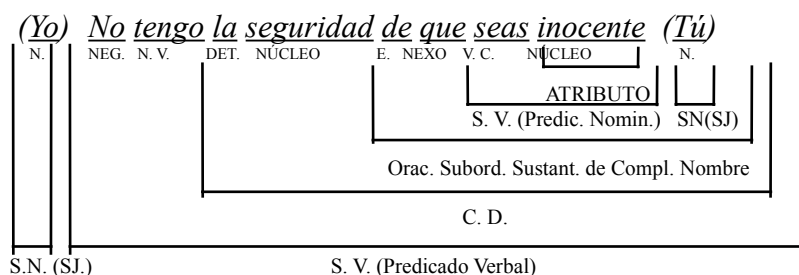 (Yo) No tengo la seguridad de que seas inocente (Tú)
N. NEG. N. V. DET. NÚCLEO E. NEXO V. C. NÚCLEO N.
ATRIBUTO
S. V. (Predic. Nomin.) SN(SJ)
Orac. Subord. Sustant. de Compl. Nombre
C. D.
S.N. (SJ.) S. V. (Predicado Verbal)